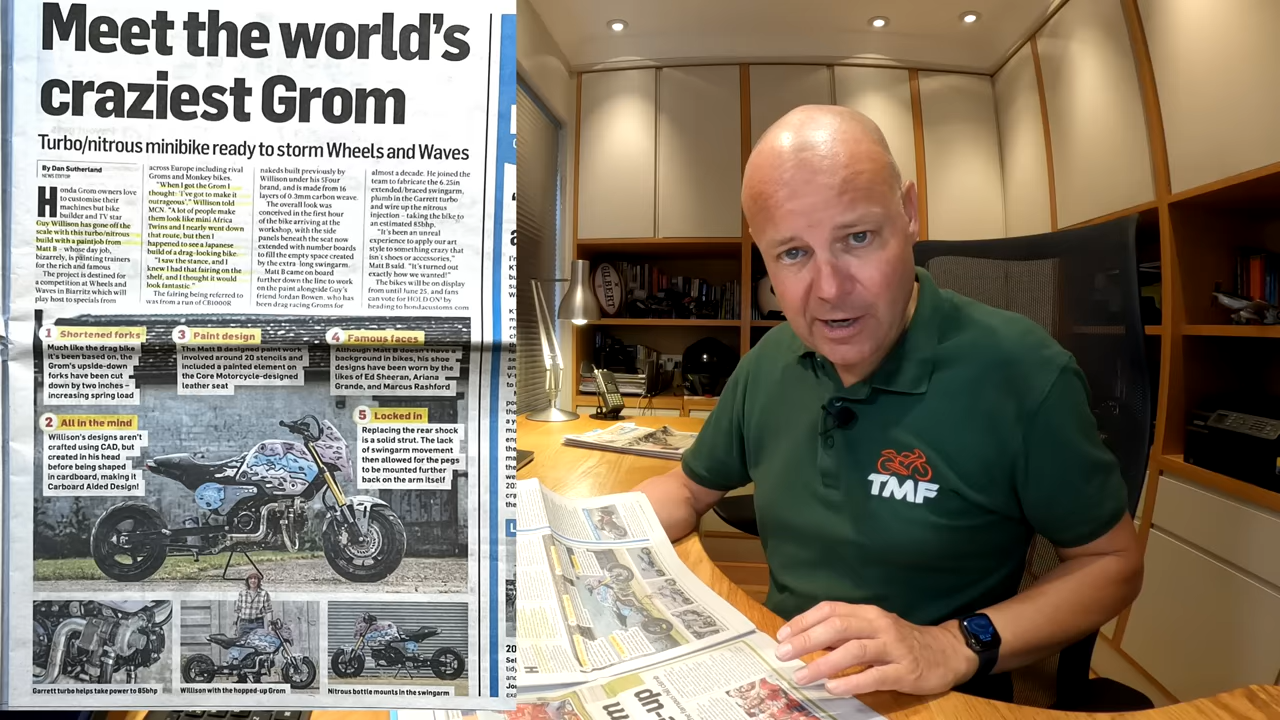 Meet the world's
craziest Grom
Turbo/nitrous minibike ready to storm Wheels and Waves
By Dan Sutherland
NEWS EDITOR
Honda Grom owners love
to customise their
machines but bike
builder and TV star
Guy Willison has gone off the
scale with this turbo/nitrous
build with a paintjob from
Matt B – whose day job,
bizarrely, is painting trainers
for the rich and famous
The project is destined for
a competition at Wheels and
Waves in Biarritz which will
play host to specials from
across Europe including rival
Groms and Monkey bikes.
"When I got the Grom I
thought: 'I've got to make it
outrageous'," Willison told
MCN. "A lot of people make
them look like mini Africa
Twins and I nearly went down
that route, but then I
happened to see a Japanese
build of a drag-looking bike.
"I saw the stance, and I
knew I had that fairing on the
shelf, and I thought it would
look fantastic."
The fairing being referred to
was from a run of CB1000R
nakeds built previously by
Willison under his 5Four
brand, and is made from 16
layers of 0.3mm carbon weave.
The overall look was
conceived in the first hour
of the bike arriving at the
workshop, with the side
panels beneath the seat now
extended with number boards
to fill the empty space created
by the extra-long swingarm.
Matt B came on board
further down the line to work
on the paint alongside Guy's
friend Jordan Bowen, who has
been drag racing Groms for
almost a decade. He joined the
team to fabricate the 6.25in
extended/braced swingarm,
plumb in the Garrett turbo
and wire up the nitrous
injection – taking the bike to
an estimated 85bhp.
"It's been an unreal
experience to apply our art
style to something crazy that
isn't shoes or accessories,"
Matt B said. "It's turned out
exactly how we wanted!"
The bikes will be on display
from until June 25, and fans
can vote for HOLD ON! by
heading to hondacustoms.com
1 Shortened forks
Much like the drag bike
it's been based on, the
Grom's upside-down
forks have been cut
down by two inches –
increasing spring load
3 Paint design
The Matt B designed paint work
involved around 20 stencils and
included a painted element on
the Core Motorcycle-designed
leather seat
4 Famous faces
Although Matt B doesn't have a
background in bikes, his shoe
designs have been worn by the
likes of Ed Sheeran, Ariana
Grande, and Marcus Rashford
2 All in the mind
Willison's designs aren't
crafted using CAD, but
created in his head
before being shaped
in cardboard, making it
Carboard Aided Design!
5 Locked in
Replacing the rear shock
is a solid strut. The lack
of swingarm movement
then allowed for the pegs
to be mounted further
back on the arm itself
Garrett turbo helps take power to 85bhp
Willison with the hopped-up Grom
Nitrous bottle mounts in the swingarm
GILBERT
TMF